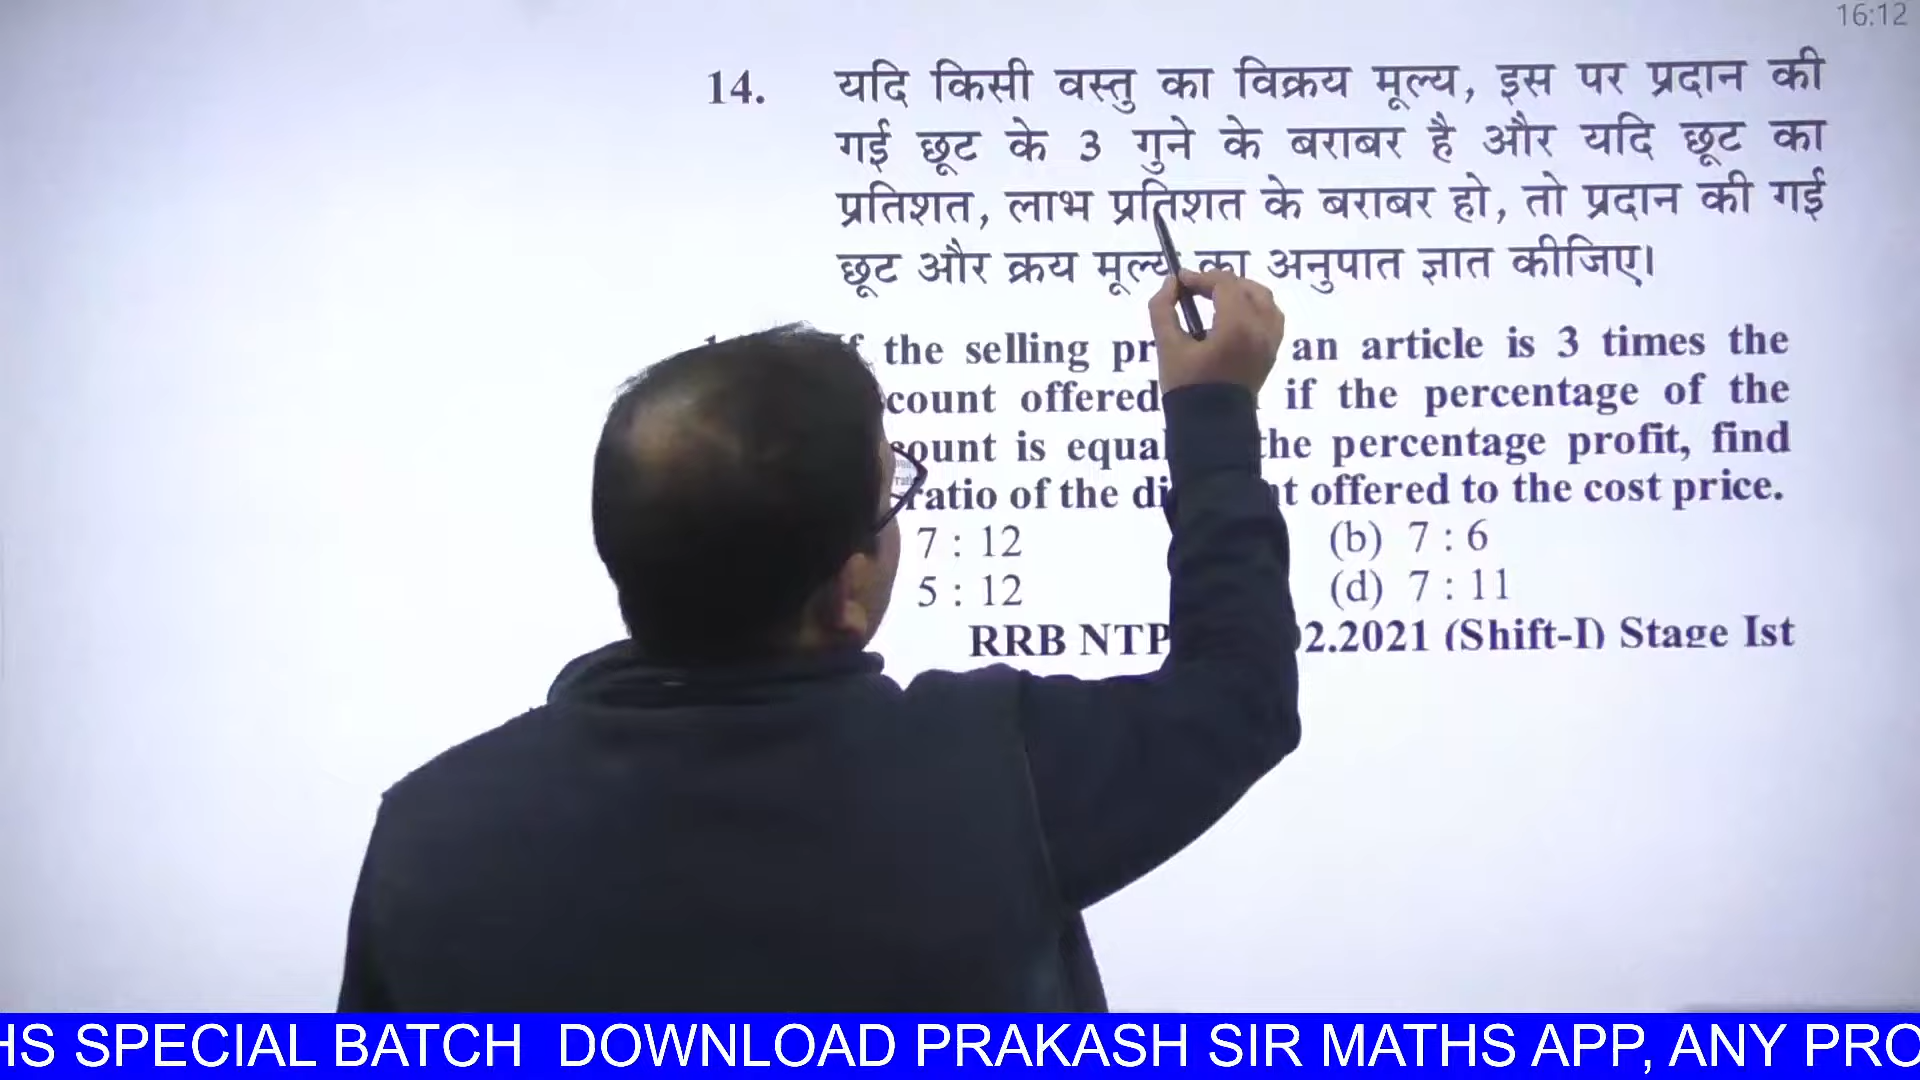 16:12
14. यदि किसी वस्तु का विक्रय मूल्य, इस पर प्रदान की
गई छूट के 3 गुने के बराबर है और यदि छूट का
प्रतिशत, लाभ प्रतिशत के बराबर हो, तो प्रदान की गई
छूट और क्रय मूल्य का अनुपात ज्ञात कीजिए।
the selling an article is 3 times the
count offered if the percentage of the
ount is equal the percentage profit, find
ratio of the offered to the cost price.
7 : 12 (b) 7 : 6
5 : 12 (d) 7 : 11
RRB NTP 02.2021 (Shift-I) Stage Ist
HS SPECIAL BATCH DOWNLOAD PRAKASH SIR MATHS APP, ANY PRO